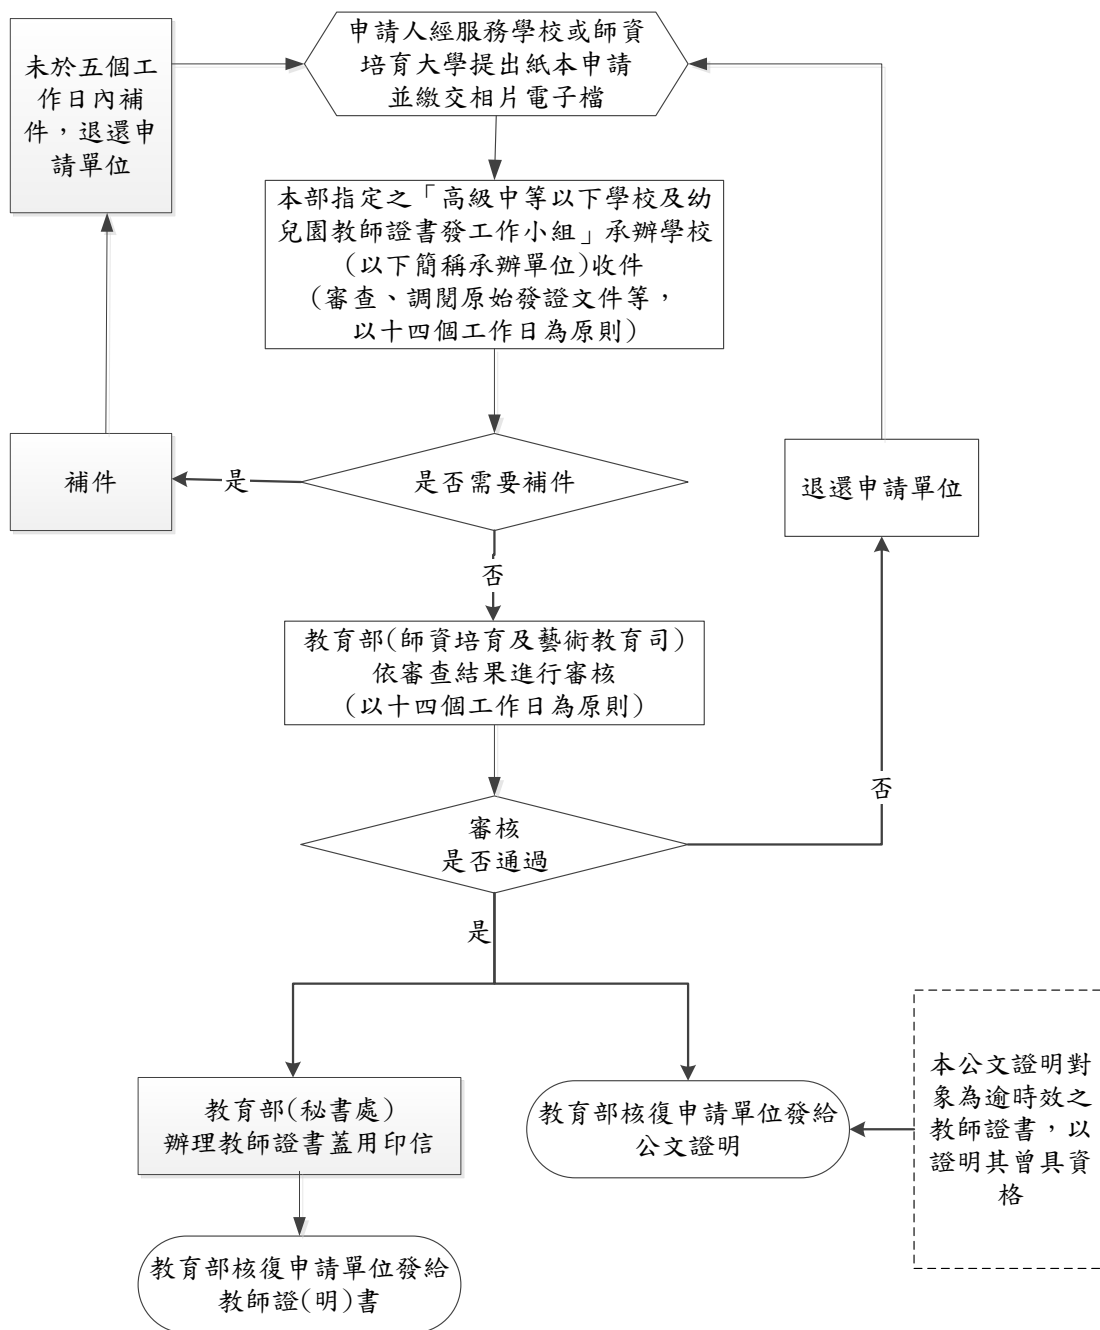 申請人經服務學校或師資
培育大學提出紙本申請
並繳交相片電子檔
未於五個工
作日內補
件，退還申
請單位
本部指定之「高級中等以下學校及幼
兒園教師證書發工作小組」承辦學校
(以下簡稱承辦單位)收件
(審查、調閱原始發證文件等，
以十四個工作日為原則)
補件
是
是否需要補件
退還申請單位
否
教育部(師資培育及藝術教育司)
依審查結果進行審核
(以十四個工作日為原則)
否
審核
是否通過
是
教育部(秘書處)
辦理教師證書蓋用印信
教育部核復申請單位發給
公文證明
本公文證明對
象為逾時效之
教師證書，以
證明其曾具資
格
教育部核復申請單位發給
教師證(明)書